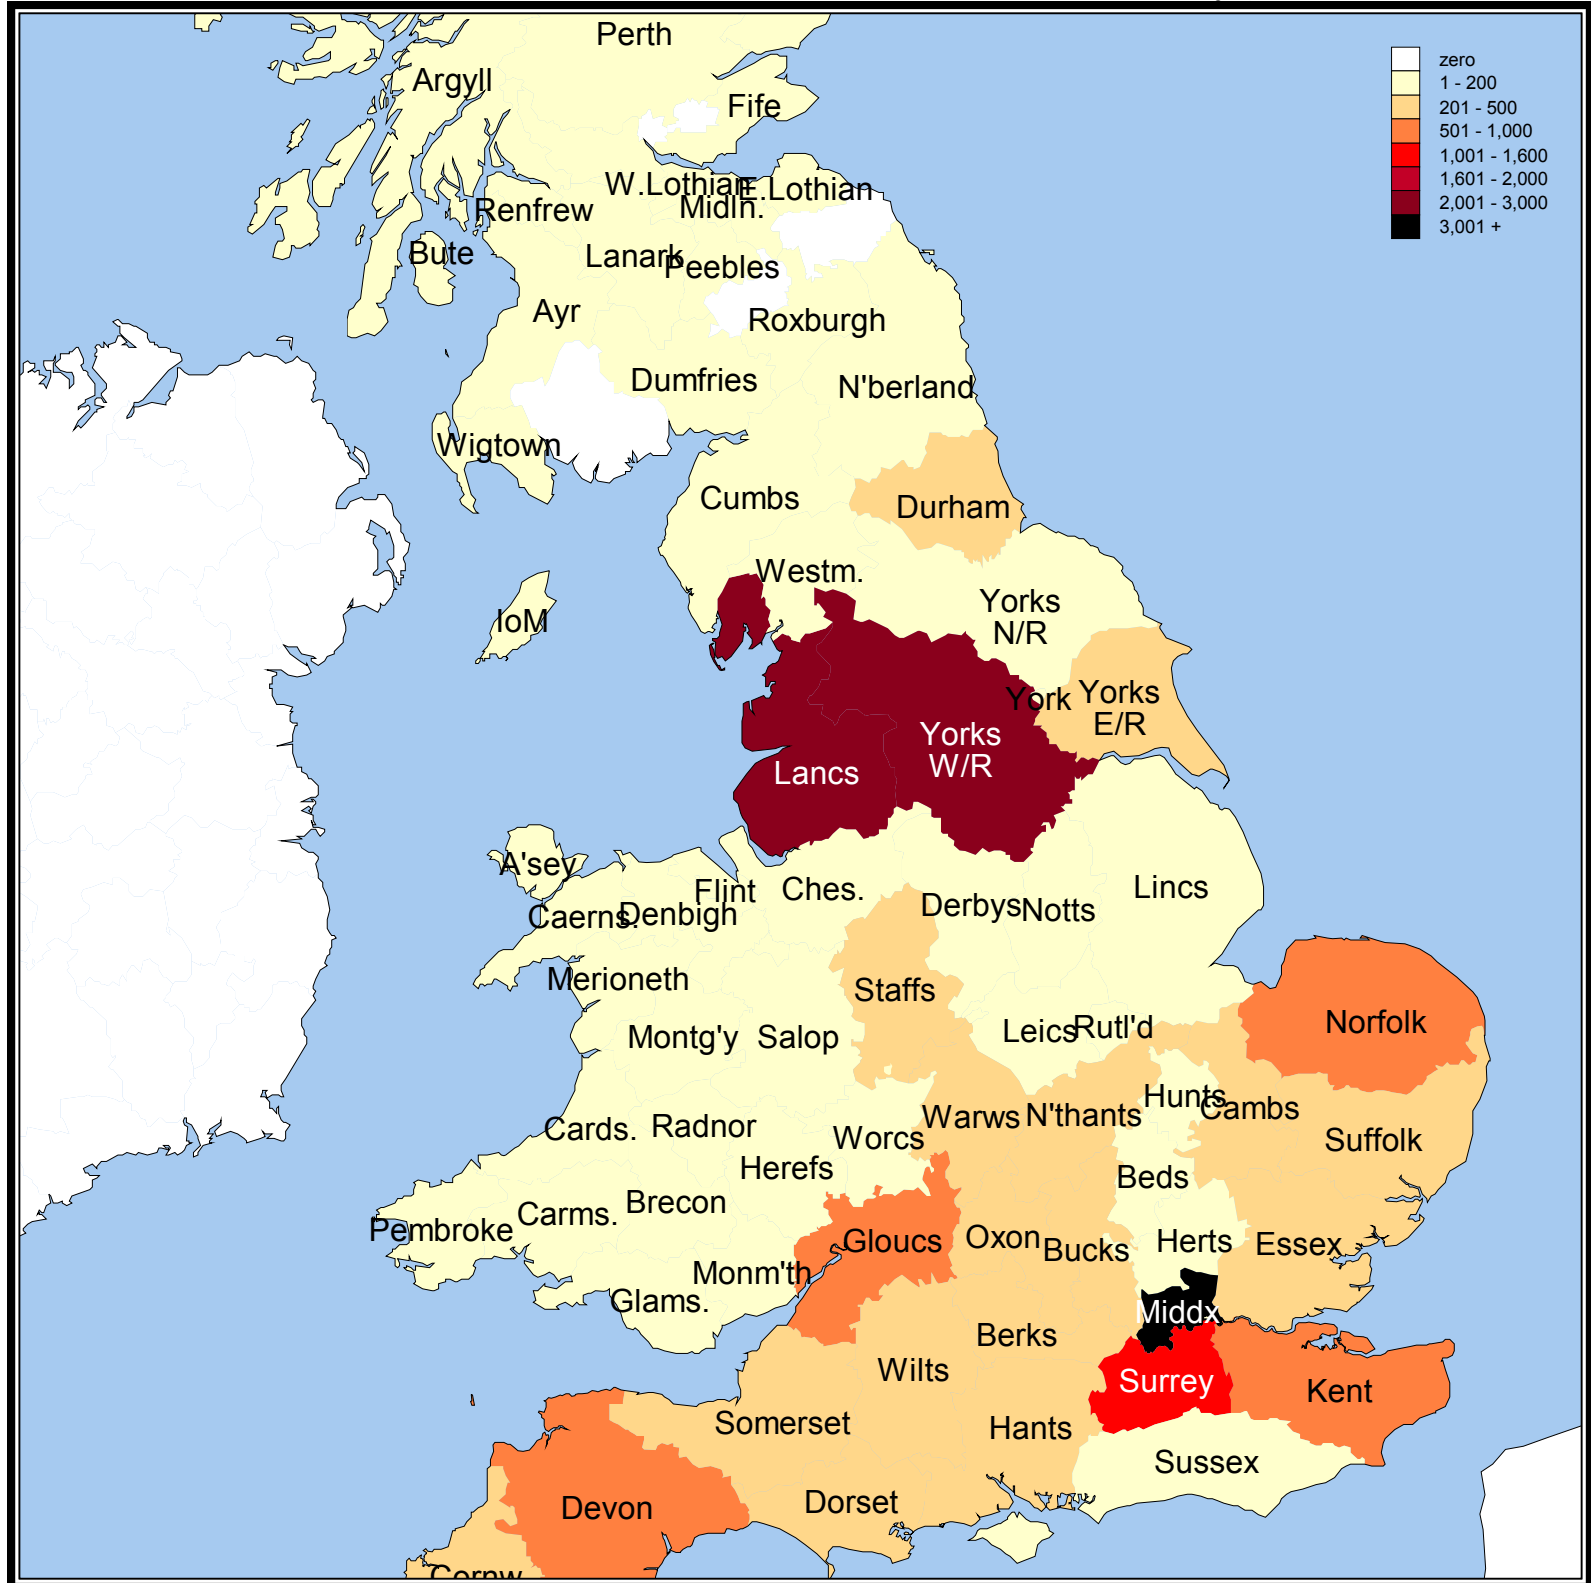 Perth
zero
Argyll
1 - 200
Fife
201 - 500
501 - 1,000
1,001 - 1,600
1,601 - 2,000
2,001 - 3,000
3,001 +
W.Lothian
E.Lothian
Renfrew
Midln.
Bute
Lanark
Peebles
Ayr
Roxburgh
Dumfries
N'berland
Wigtown
Cumbs
Durham
Westm.
IoM
Yorks
N/R
York
Yorks
E/R
Yorks
W/R
Lancs
A'sey
Flint
Ches.
Lincs
Caerns.
Denbigh
Derbys
Notts
Merioneth
Staffs
Norfolk
Montg'y
Salop
Leics
Rutl'd
Hunts
Cambs
Warws
N'thants
Cards.
Radnor
Worcs
Suffolk
Herefs
Beds
Brecon
Carms.
Pembroke
Gloucs
Oxon
Bucks
Herts
Essex
Monm'th
Glams.
Middx
Berks
Wilts
Surrey
Kent
Somerset
Hants
Sussex
Devon
Dorset
Cornw